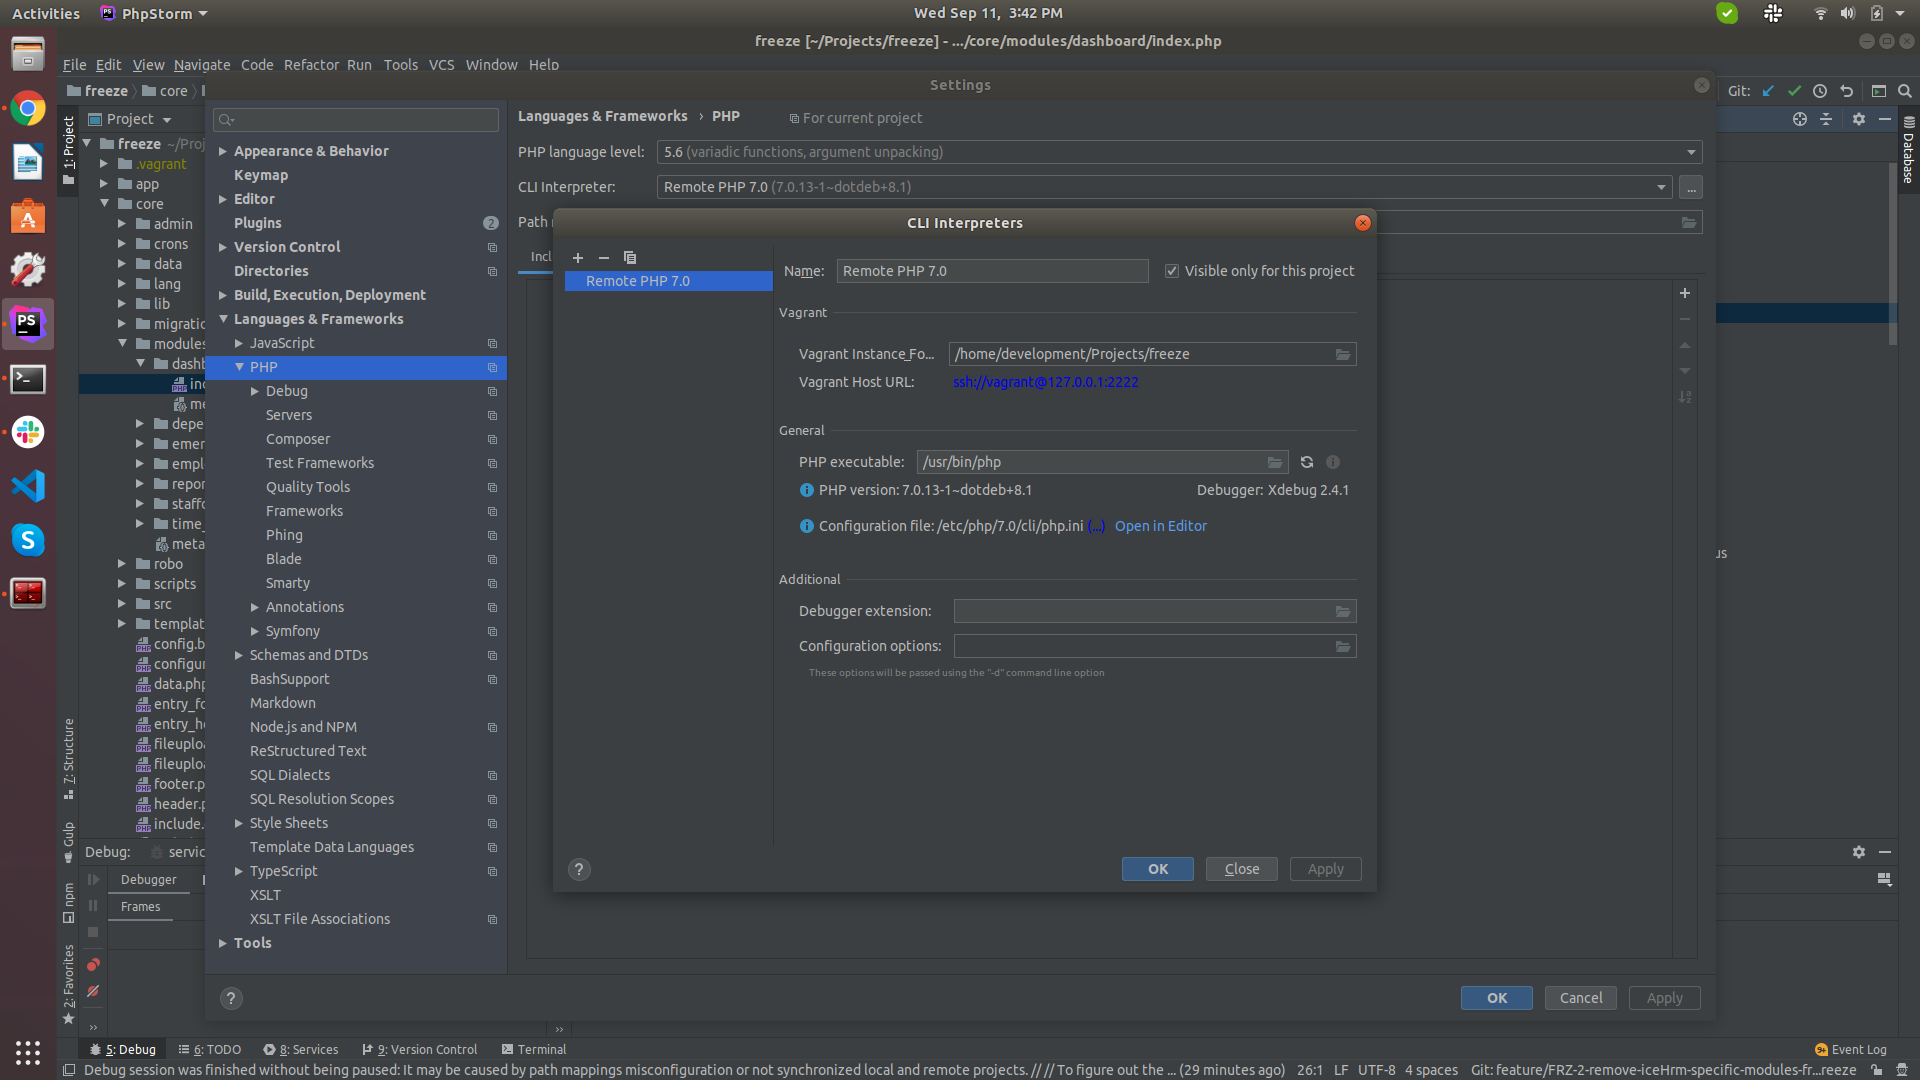 Activities PhpStorm Wed Sep 11, 3:42 PM
freeze [~/Projects/freeze] - .../core/modules/dashboard/index.php
File Edit View Navigate Code Refactor Run Tools VCS Window Help
Settings
freeze core Git:
Languages & Frameworks › PHP For current project
Project
1: Project
Database
PHP language level: 5.6 (variadic functions, argument unpacking)
CLI Interpreter: Remote PHP 7.0 (7.0.13-1~dotdeb+8.1) ...
Path
CLI Interpreters
Remote PHP 7.0
Name: Remote PHP 7.0 Visible only for this project
Vagrant
Vagrant Instance Fo... /home/development/Projects/freeze
Vagrant Host URL: ssh://vagrant@127.0.0.1:2222
General
PHP executable: /usr/bin/php
PHP version: 7.0.13-1~dotdeb+8.1 Debugger: Xdebug 2.4.1
Configuration file: /etc/php/7.0/cli/php.ini (...) Open in Editor
Additional
Debugger extension:
Configuration options:
These options will be passed using the "-d" command line option
? OK Close Apply
Appearance & Behavior
Keymap
Editor
Plugins 2
Version Control
Directories
Build, Execution, Deployment
Languages & Frameworks
JavaScript
PHP
Debug
Servers
Composer
Test Frameworks
Quality Tools
Frameworks
Phing
Blade
Smarty
Annotations
Symfony
Schemas and DTDs
BashSupport
Markdown
Node.js and NPM
ReStructured Text
SQL Dialects
SQL Resolution Scopes
Style Sheets
Template Data Languages
TypeScript
XSLT
XSLT File Associations
Tools
? OK Cancel Apply
freeze ~/Proj
.vagrant
app
core
admin
crons
data
lang
lib
migratic
modules
dashb
ind
me
depe
emer
empl
repor
staffo
time_
meta
robo
scripts
src
templat
config.b
configur
data.php
entry_fo
entry_he
fileuploa
fileuploa
footer.p
header.p
include.
7: Structure
Gulp
npm
2: Favorites
Debug: servic
Debugger
Frames
us
Incl
5: Debug 6: TODO 8: Services 9: Version Control Terminal Event Log
Debug session was finished without being paused: It may be caused by path mappings misconfiguration or not synchronized local and remote projects. // // To figure out the ... (29 minutes ago) 26:1 LF UTF-8 4 spaces Git: feature/FRZ-2-remove-iceHrm-specific-modules-fr...reeze